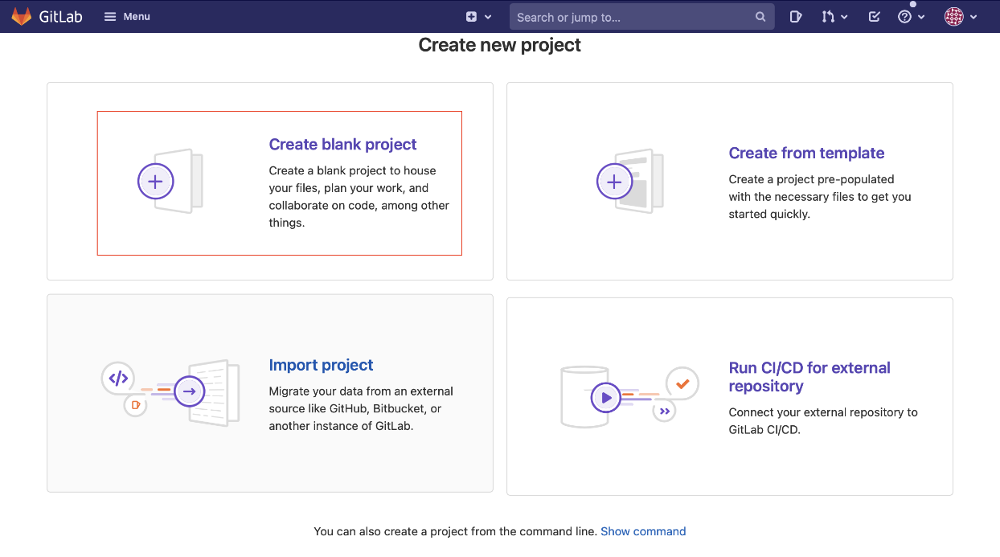 GitLab
Menu
Search or jump to...
Create new project
Create blank project
Create a blank project to house
your files, plan your work, and
collaborate on code, among other
things.
Create from template
Create a project pre-populated
with the necessary files to get you
started quickly.
Import project
Migrate your data from an external
source like GitHub, Bitbucket, or
another instance of GitLab.
Run CI/CD for external
repository
Connect your external repository to
GitLab CI/CD.
You can also create a project from the command line. Show command